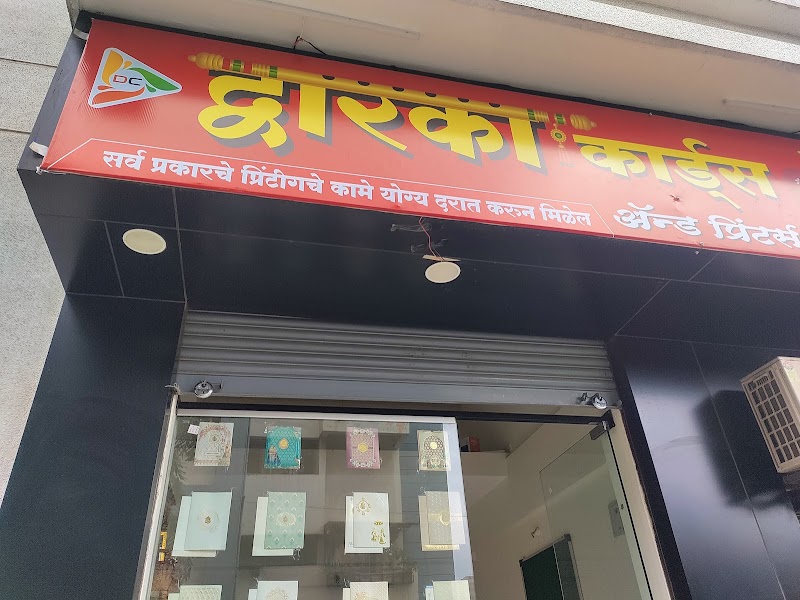 DC
द्वारका कार्ड्स
ॲन्ड प्रिंटर्स
सर्व प्रकारचे प्रिंटीगचे कामे योग्य दरात करुन मिळेल